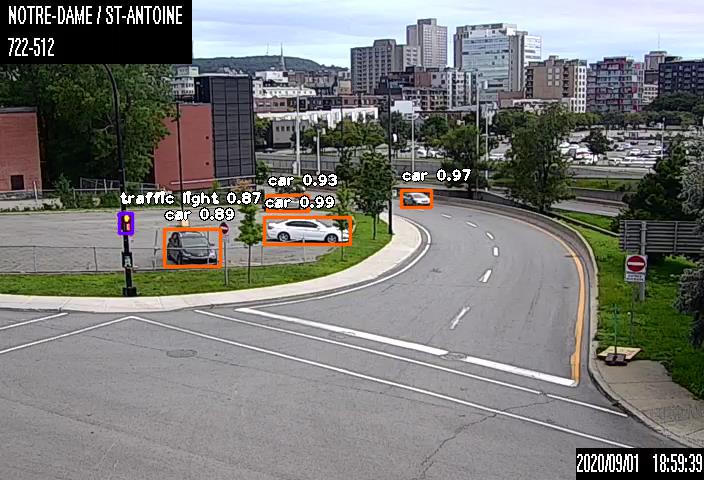 NOTRE-DAME / ST-ANTOINE
722-512
car 0.97
car 0.93
traffic light 0.87
car 0.99
car 0.89
2020/09/01 18:59:39